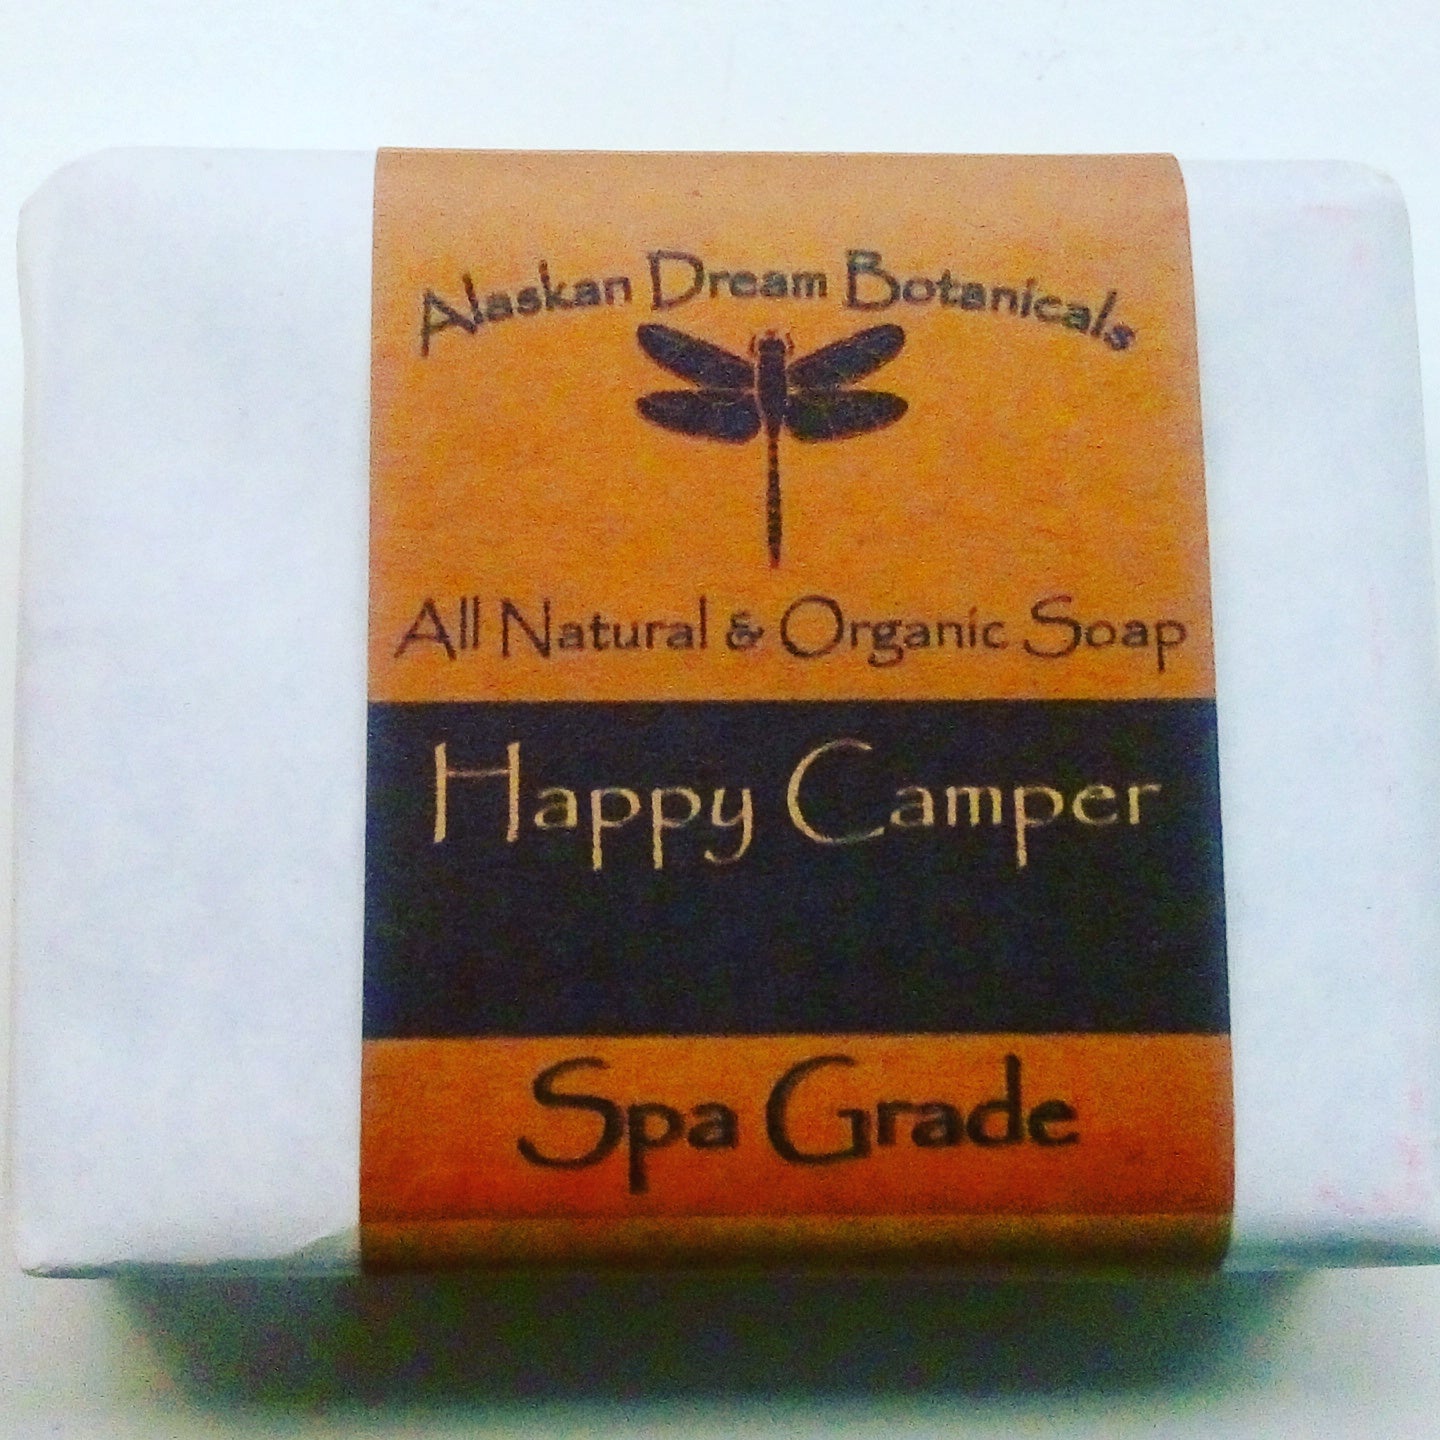 Alaskan Dream Botanicals
All Natural & Organic Soap
Happy Camper
Spa Grade